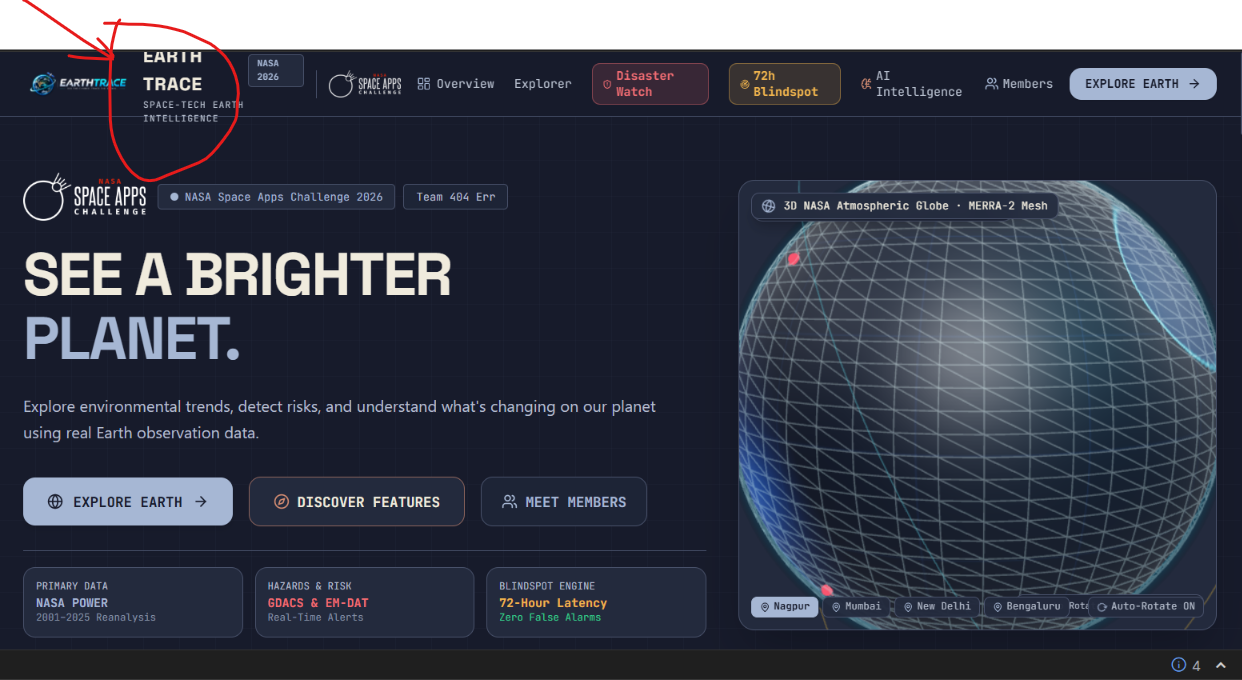 EARTHTRACE
EARTH
TRACE
SPACE-TECH EARTH
INTELLIGENCE
NASA
2026
NASA
SPACE APPS
CHALLENGE
Overview
Explorer
Disaster
Watch
72h
Blindspot
AI
Intelligence
Members
EXPLORE EARTH →
NASA
SPACE APPS
CHALLENGE
NASA Space Apps Challenge 2026
Team 404 Err
SEE A BRIGHTER
PLANET.
Explore environmental trends, detect risks, and understand what's changing on our planet
using real Earth observation data.
EXPLORE EARTH →
DISCOVER FEATURES
MEET MEMBERS
PRIMARY DATA
NASA POWER
2001–2025 Reanalysis
HAZARDS & RISK
GDACS & EM-DAT
Real-Time Alerts
BLINDSPOT ENGINE
72-Hour Latency
Zero False Alarms
3D NASA Atmospheric Globe · MERRA-2 Mesh
Nagpur
Mumbai
New Delhi
Bengaluru
Auto-Rotate ON
4